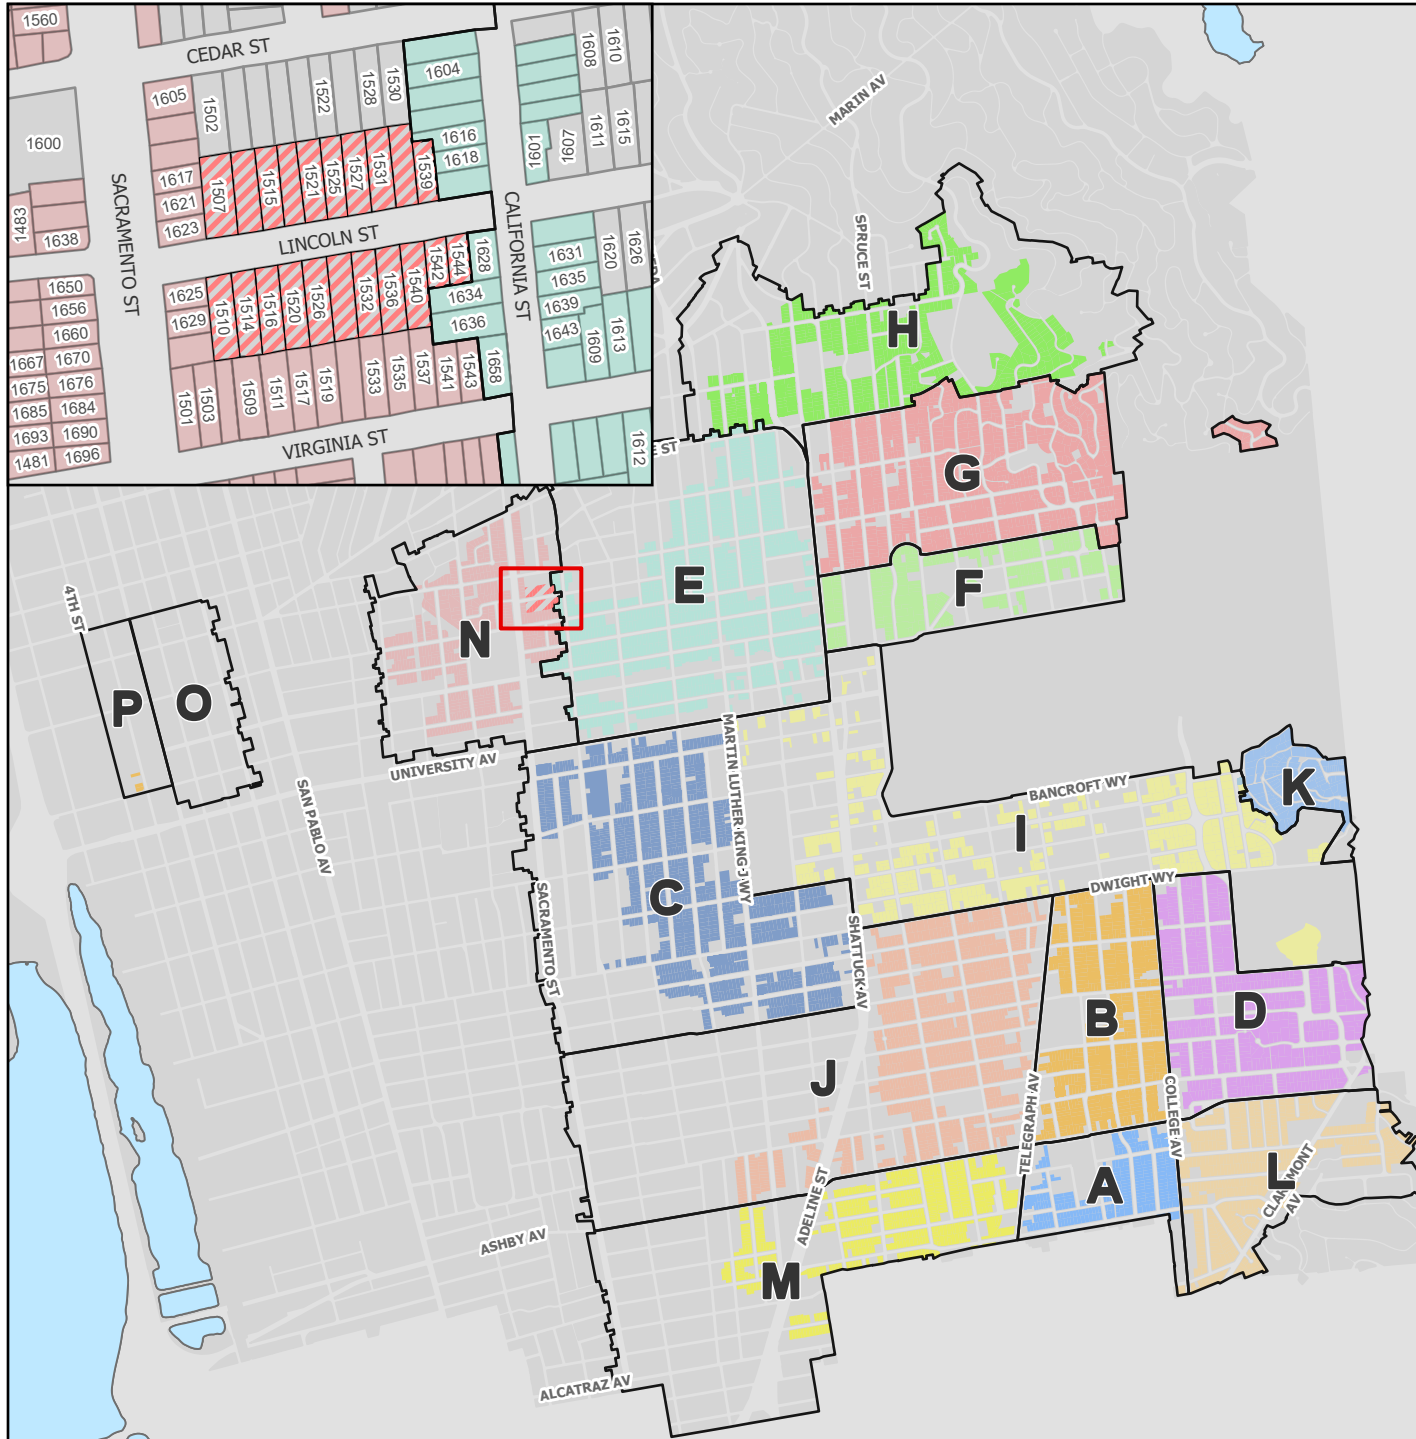 1560
CEDAR ST
1604
1608
1610
1605
1502
1522
1528
1530
1600
1616
1618
1601
1607
1611
1615
1617
1621
1623
1507
1515
1521
1525
1527
1531
1539
1483
1638
SACRAMENTO ST
LINCOLN ST
CALIFORNIA ST
1542
1544
1628
1631
1635
1639
1643
1620
1626
1609
1613
1650
1656
1660
1667
1670
1675
1676
1685
1684
1693
1690
1481
1696
1625
1629
1510
1514
1516
1520
1526
1532
1536
1540
1634
1636
1501
1503
1509
1511
1517
1519
1533
1535
1537
1541
1543
1658
VIRGINIA ST
1612
MARIN AV
SPRUCE ST
E ST
H
G
F
E
N
P
O
4TH ST
UNIVERSITY AV
SAN PABLO AV
MARTIN LUTHER KING J WY
BANCROFT WY
K
I
C
DWIGHT WY
SACRAMENTO ST
SHATTUCK AV
B
D
J
TELEGRAPH AV
COLLEGE AV
A
L
CLAREMONT AV
ADELINE ST
ASHBY AV
M
ALCATRAZ AV